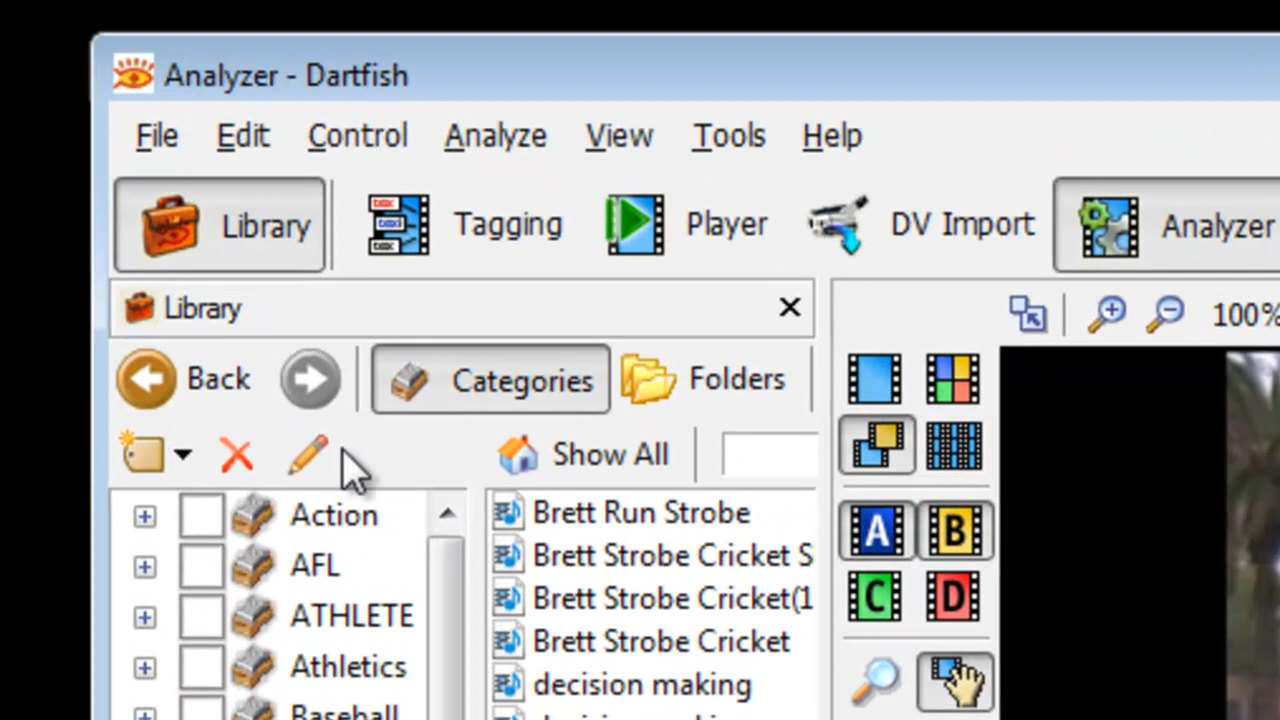 Analyzer - Dartfish
File Edit Control Analyze View Tools Help
Library Tagging Player DV Import Analyzer
Library
100%
Back Categories Folders
Show All
A B
C D
Action
AFL
ATHLETE
Athletics
Baseball
Brett Run Strobe
Brett Strobe Cricket S
Brett Strobe Cricket(1
Brett Strobe Cricket
decision making